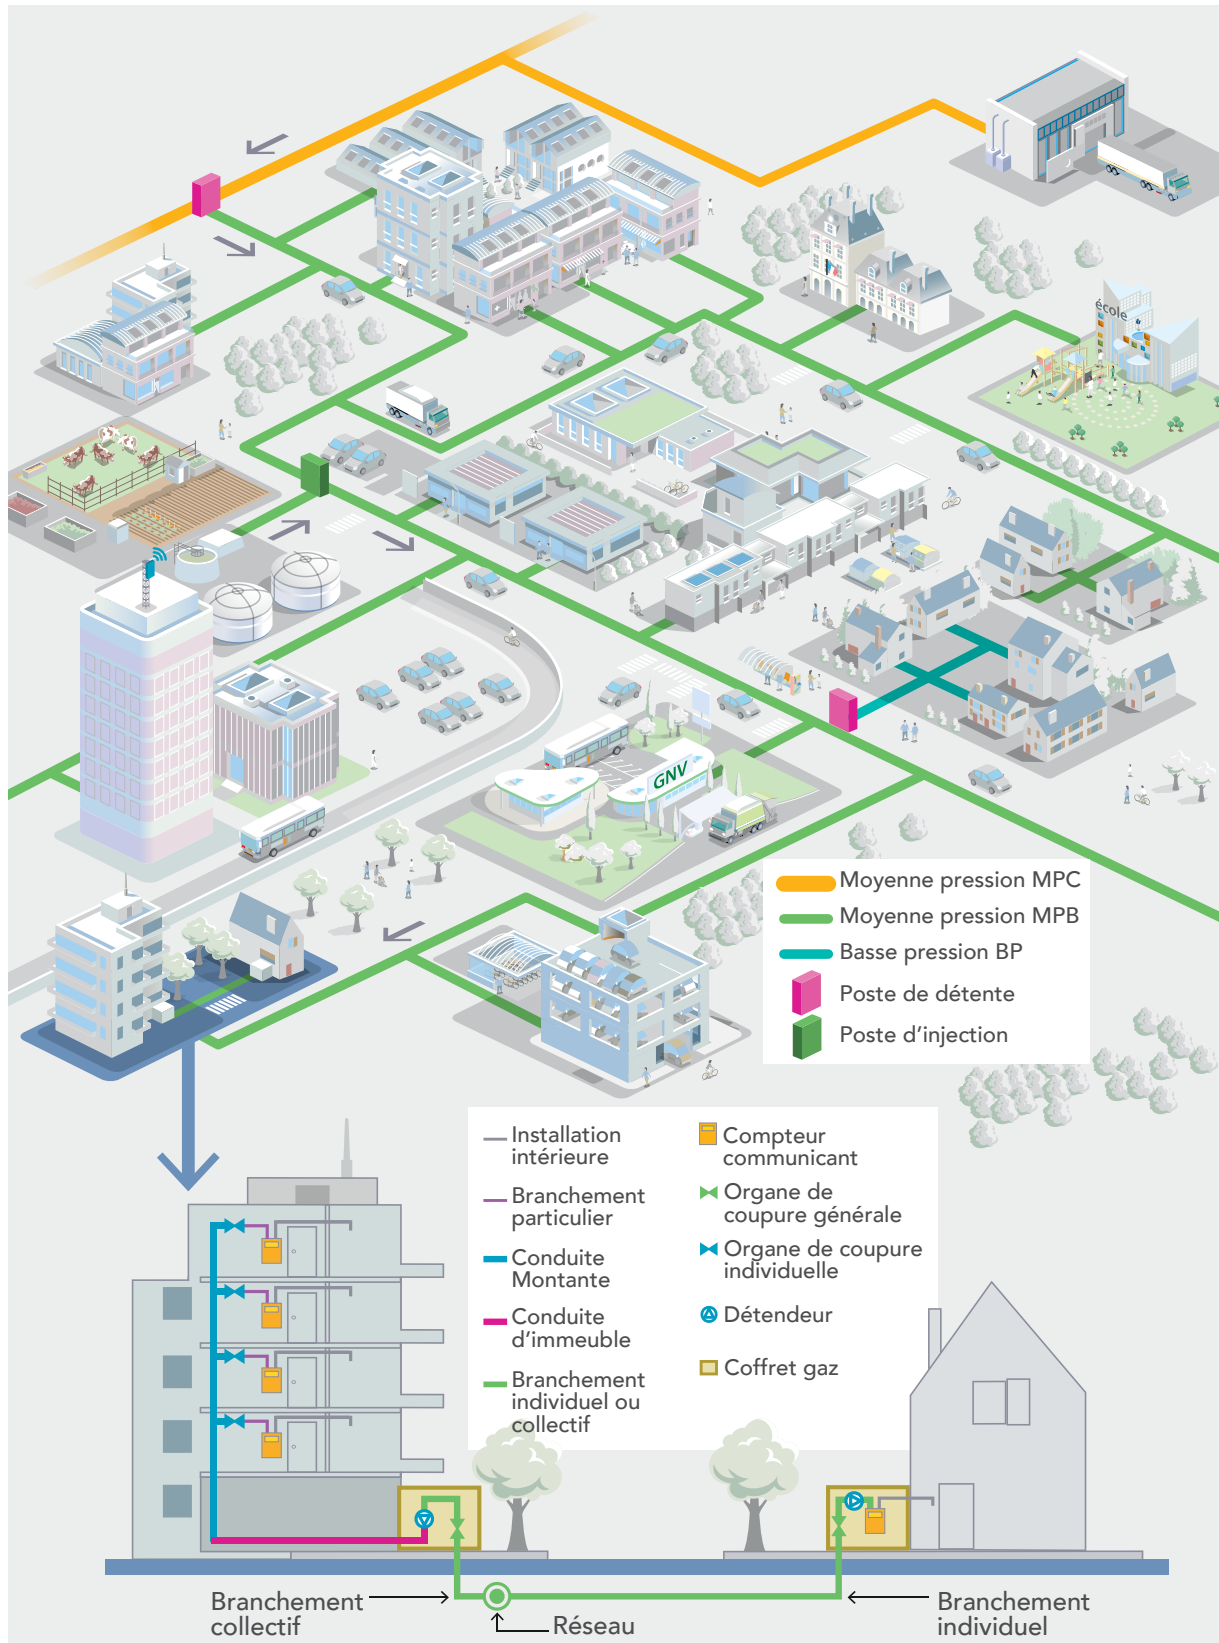 école
GNV
Moyenne pression MPC
Moyenne pression MPB
Basse pression BP
Poste de détente
Poste d'injection
Installation
intérieure
Branchement
particulier
Conduite
Montante
Conduite
d'immeuble
Branchement
individuel ou
collectif
Compteur
communicant
Organe de
coupure générale
Organe de coupure
individuelle
Détendeur
Coffret gaz
Branchement
collectif
Réseau
Branchement
individuel